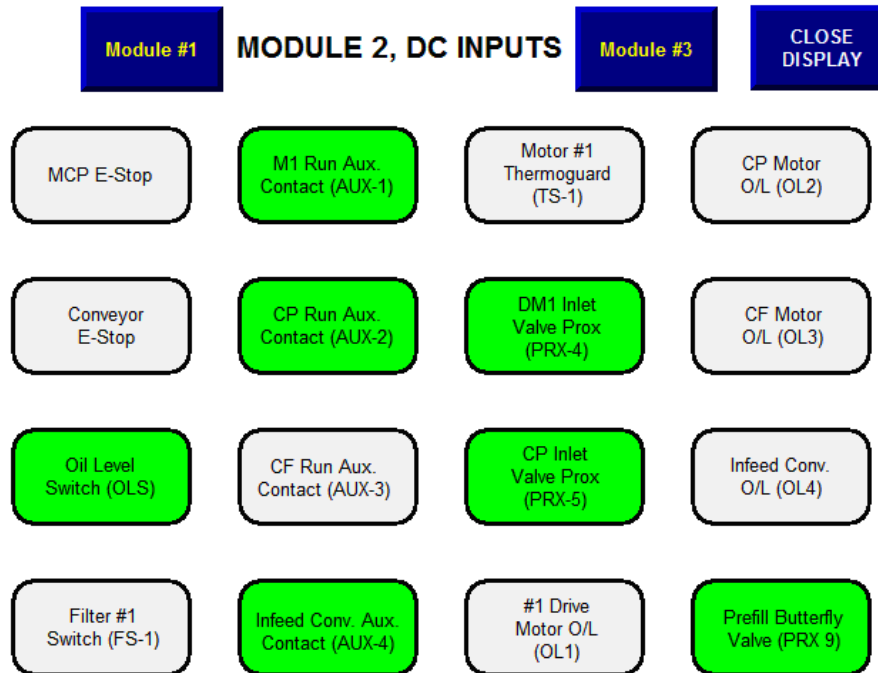 Module #1
MODULE 2, DC INPUTS
Module #3
CLOSE
DISPLAY
MCP E-Stop
M1 Run Aux.
Contact (AUX-1)
Motor #1
Thermoguard
(TS-1)
CP Motor
O/L (OL2)
Conveyor
E-Stop
CP Run Aux.
Contact (AUX-2)
DM1 Inlet
Valve Prox
(PRX-4)
CF Motor
O/L (OL3)
Oil Level
Switch (OLS)
CF Run Aux.
Contact (AUX-3)
CP Inlet
Valve Prox
(PRX-5)
Infeed Conv.
O/L (OL4)
Filter #1
Switch (FS-1)
Infeed Conv. Aux.
Contact (AUX-4)
#1 Drive
Motor O/L
(OL1)
Prefill Butterfly
Valve (PRX 9)